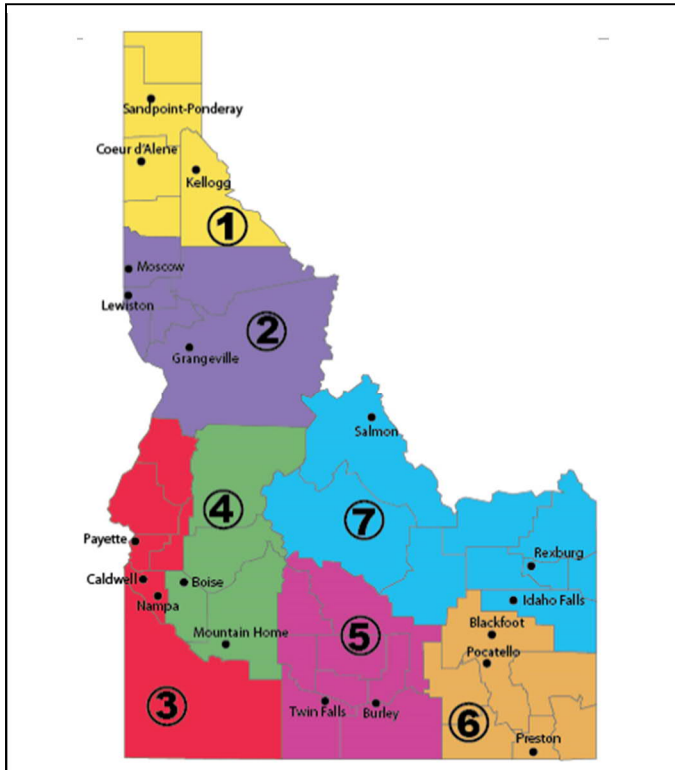 Sandpoint-Ponderay
Coeur d'Alene
Kellogg
1
Moscow
Lewiston
2
Grangeville
Salmon
4
7
Payette
Rexburg
Caldwell
Boise
Nampa
Idaho Falls
Blackfoot
Mountain Home
5
Pocatello
3
Twin Falls
Burley
6
Preston